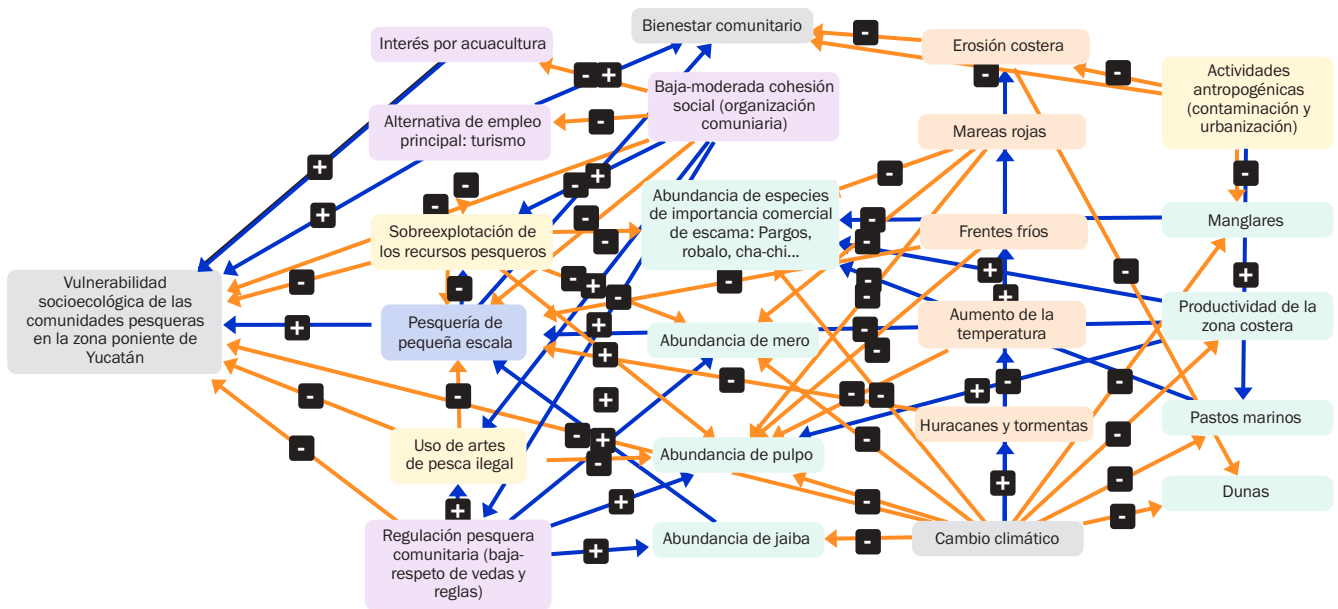 Bienestar comunitario
Interés por acuacultura
Erosión costera
Baja-moderada cohesión
social (organización
comuniaria)
Actividades
antropogénicas
(contaminación y
urbanización)
Alternativa de empleo
principal: turismo
Mareas rojas
Abundancia de especies
de importancia comercial
de escama: Pargos,
robalo, cha-chi...
Manglares
Sobreexplotación de
los recursos pesqueros
Frentes fríos
Vulnerabilidad
socioecológica de las
comunidades pesqueras
en la zona poniente de
Yucatán
Pesquería de
pequeña escala
Abundancia de mero
Aumento de la
temperatura
Productividad de la
zona costera
Huracanes y tormentas
Pastos marinos
Uso de artes
de pesca ilegal
Abundancia de pulpo
Dunas
Regulación pesquera
comunitaria (baja-
respeto de vedas y
reglas)
Abundancia de jaiba
Cambio climático